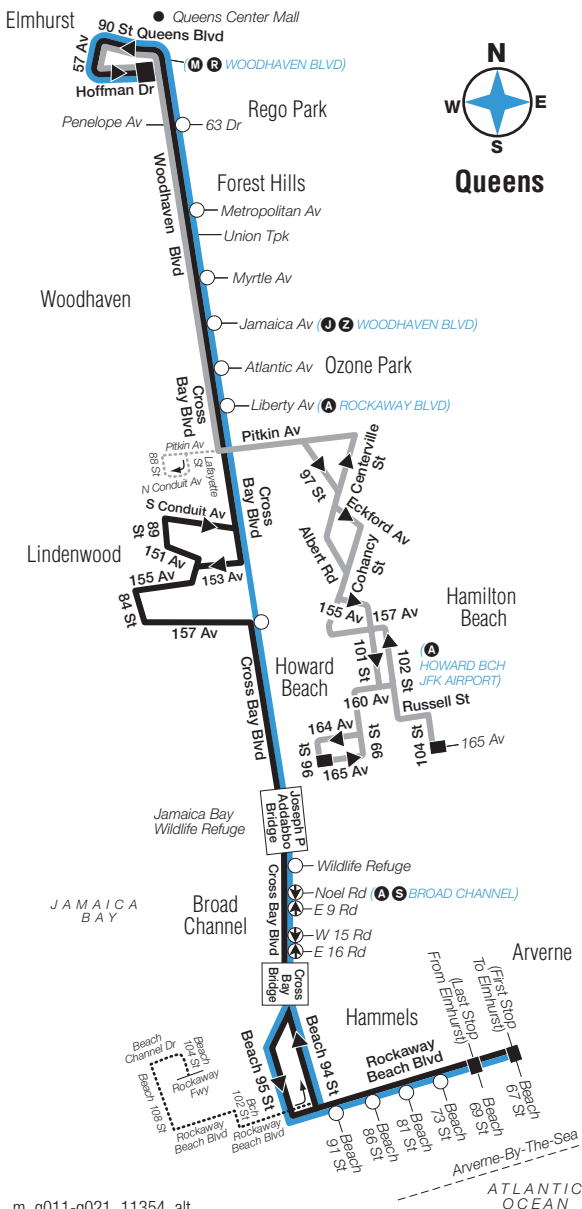 Elmhurst
Queens Center Mall
90 St
Queens Blvd
57 Av
(M R WOODHAVEN BLVD)
Hoffman Dr
N
W
E
S
Queens
Rego Park
Penelope Av
63 Dr
Woodhaven Blvd
Forest Hills
Metropolitan Av
Union Tpk
Myrtle Av
Woodhaven
Jamaica Av (J Z WOODHAVEN BLVD)
Atlantic Av
Ozone Park
Cross
Bay Blvd
Liberty Av (A ROCKAWAY BLVD)
Pitkin Av
Pitkin Av
88 St
Lafayette
St
N Conduit Av
Cross
Bay Blvd
97 St
Centerville
St
Eckford Av
S Conduit Av
89
St
151 Av
Lindenwood
155 Av
153 Av
84 St
157 Av
Albert Rd
Cohancy
St
155 Av
157 Av
Hamilton
Beach
101 St
102 St
(A
HOWARD BCH
JFK AIRPORT)
Howard
Beach
Cross Bay Blvd
160 Av
Russell St
164 Av
99 St
96 St
165 Av
104 St
165 Av
Jamaica Bay
Wildlife Refuge
Joseph P
Addabbo
Bridge
Wildlife Refuge
Cross Bay Blvd
Noel Rd (A S BROAD CHANNEL)
E 9 Rd
JAMAICA
BAY
Broad
Channel
W 15 Rd
E 16 Rd
Cross
Bay
Bridge
Arverne
(First Stop
To Elmhurst)
(Last Stop
From Elmhurst)
Hammels
Beach 94 St
Beach 95 St
Rockaway
Beach Blvd
Beach
Channel Dr
Beach
104 St
Rockaway
Fwy
Beach 108 St
Bch
102 St
Rockaway
Beach Blvd
Rockaway
Beach Blvd
Beach
91 St
Beach
86 St
Beach
81 St
Beach
73 St
Beach
69 St
Beach
67 St
Arverne-By-The-Sea
ATLANTIC
OCEAN
m_q011-q021_11354_alt